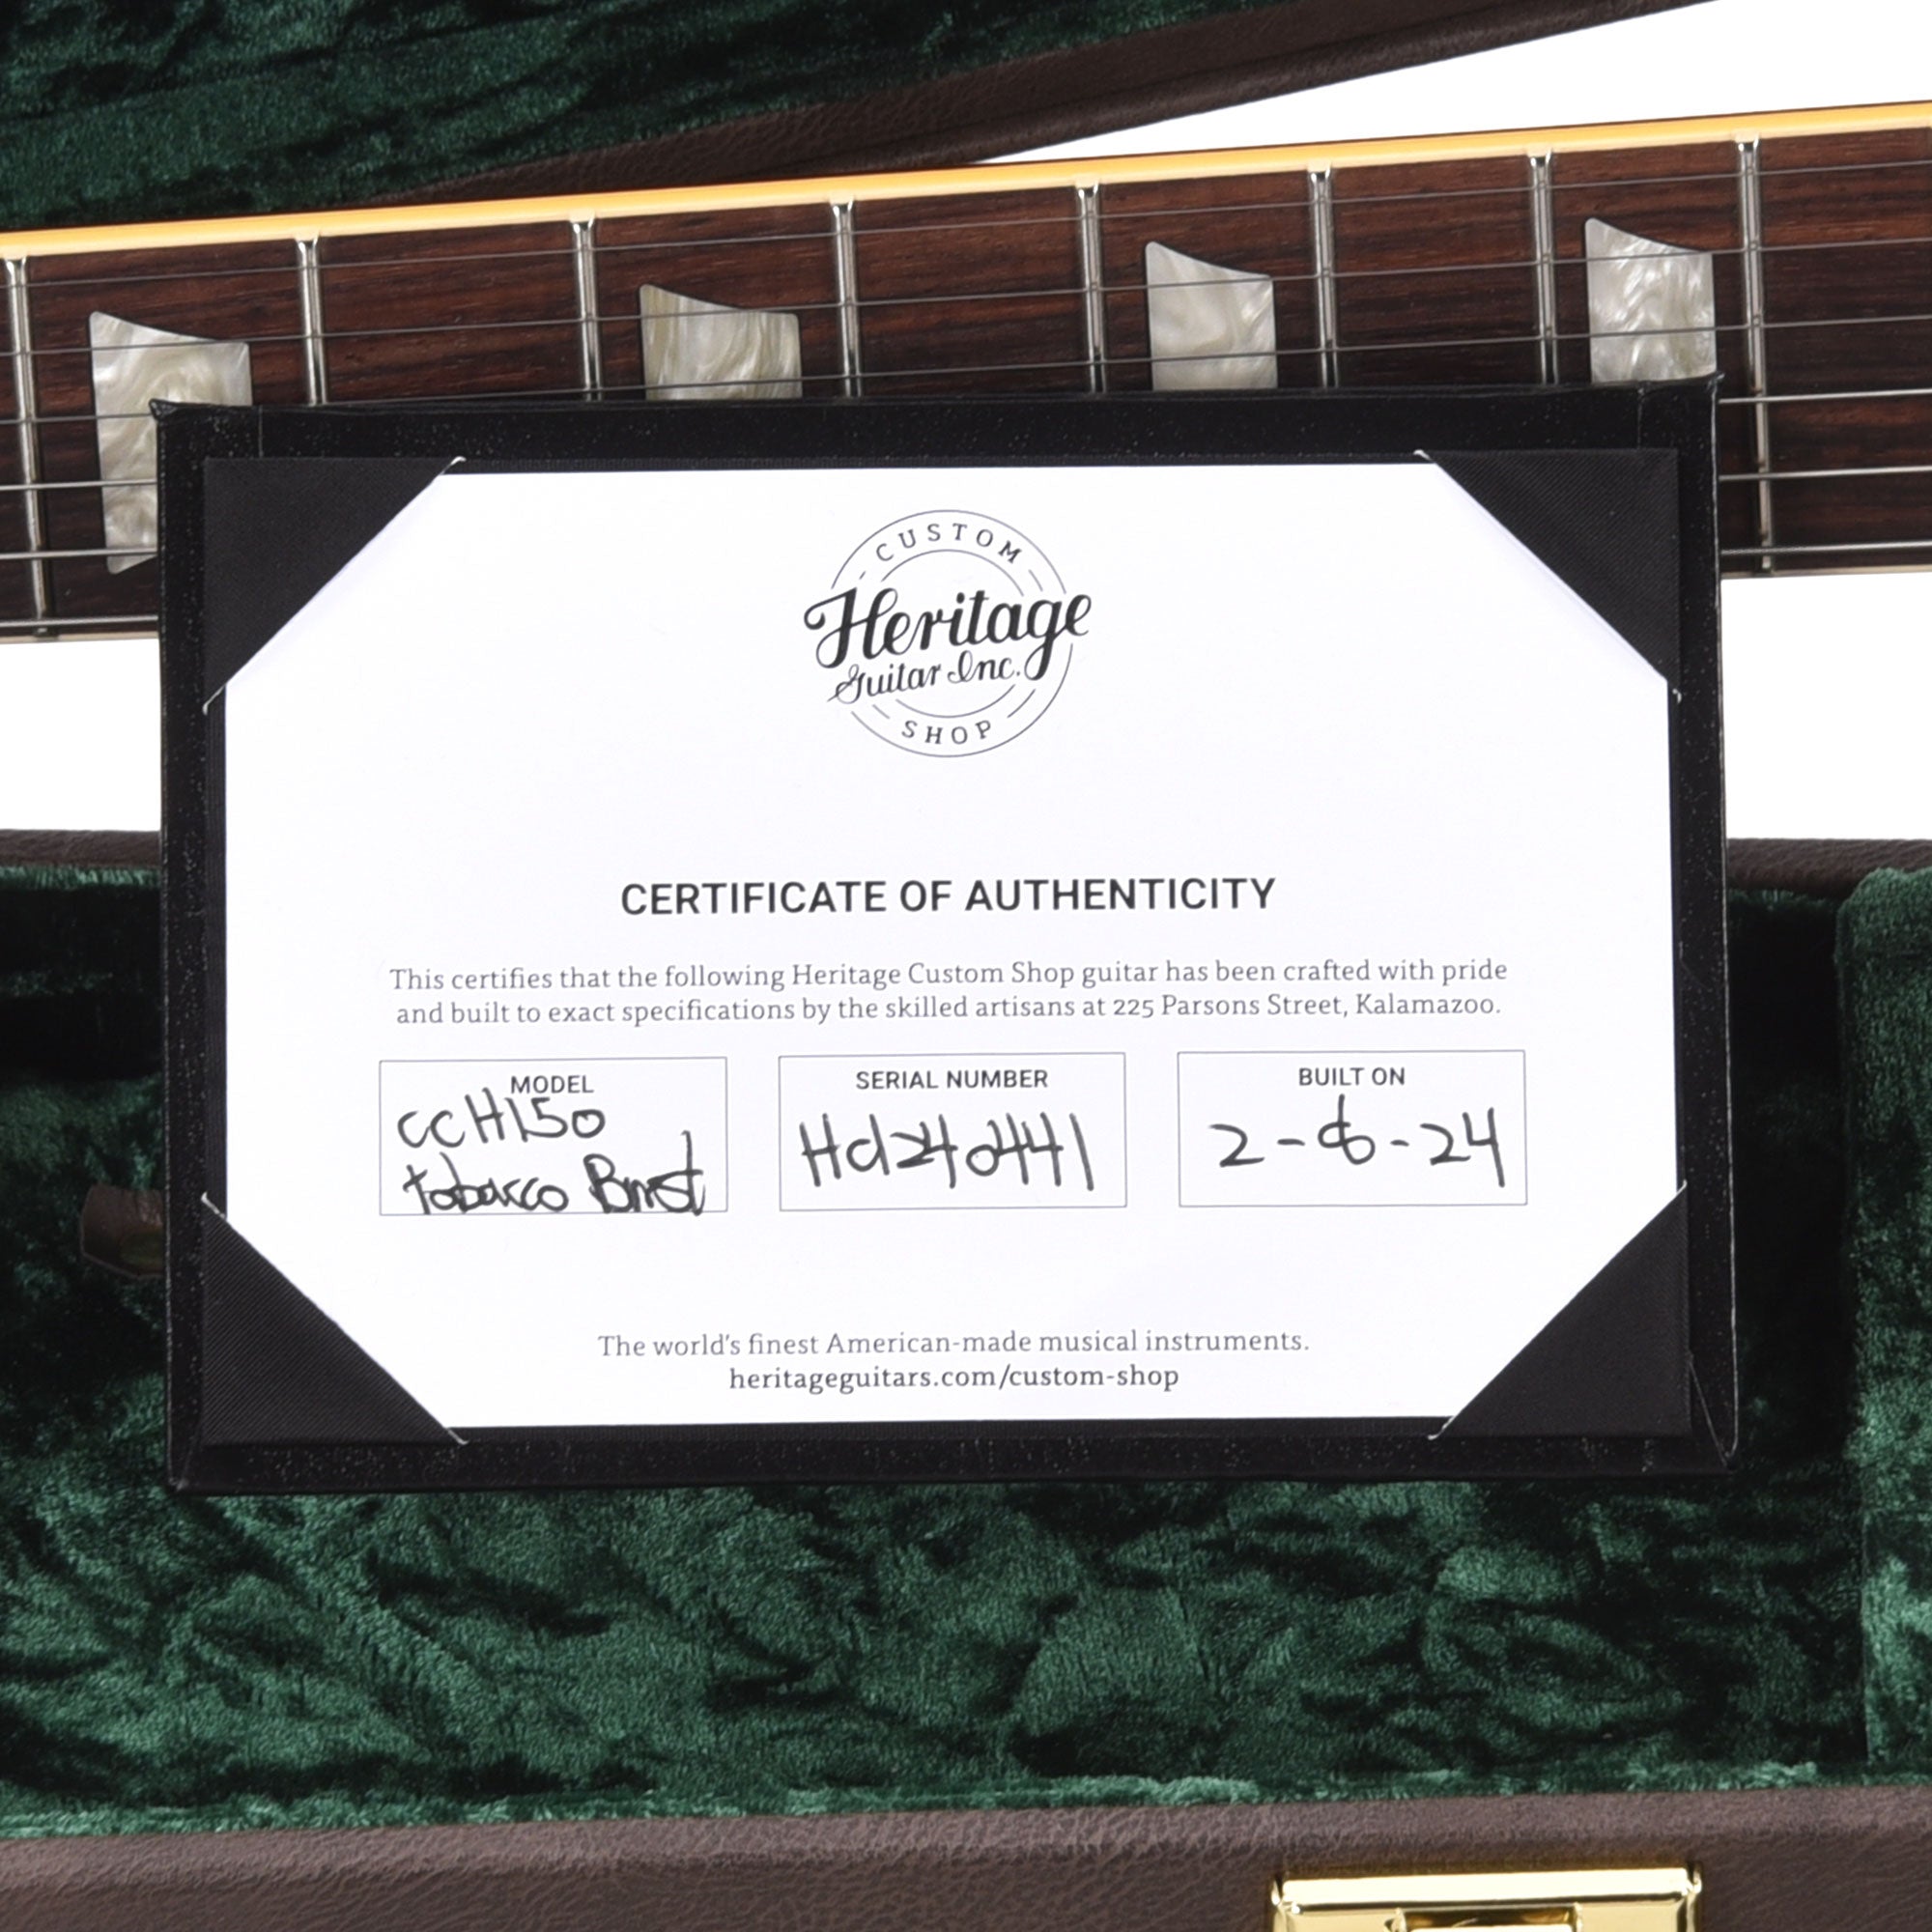 CUSTOM
Heritage
Guitar Inc.
SHOP
CERTIFICATE OF AUTHENTICITY
This certifies that the following Heritage Custom Shop guitar has been crafted with pride
and built to exact specifications by the skilled artisans at 225 Parsons Street, Kalamazoo.
MODEL
CCH150
tobacco Burst
SERIAL NUMBER
BUILT ON
2-6-24
The world's finest American-made musical instruments.
heritageguitars.com/custom-shop